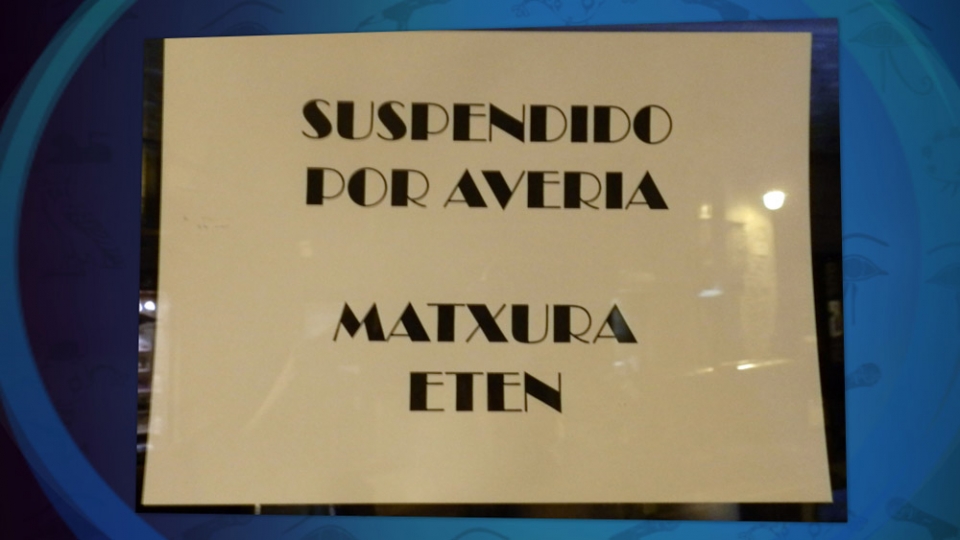 SUSPENDIDO
POR AVERIA
MATXURA
ETEN